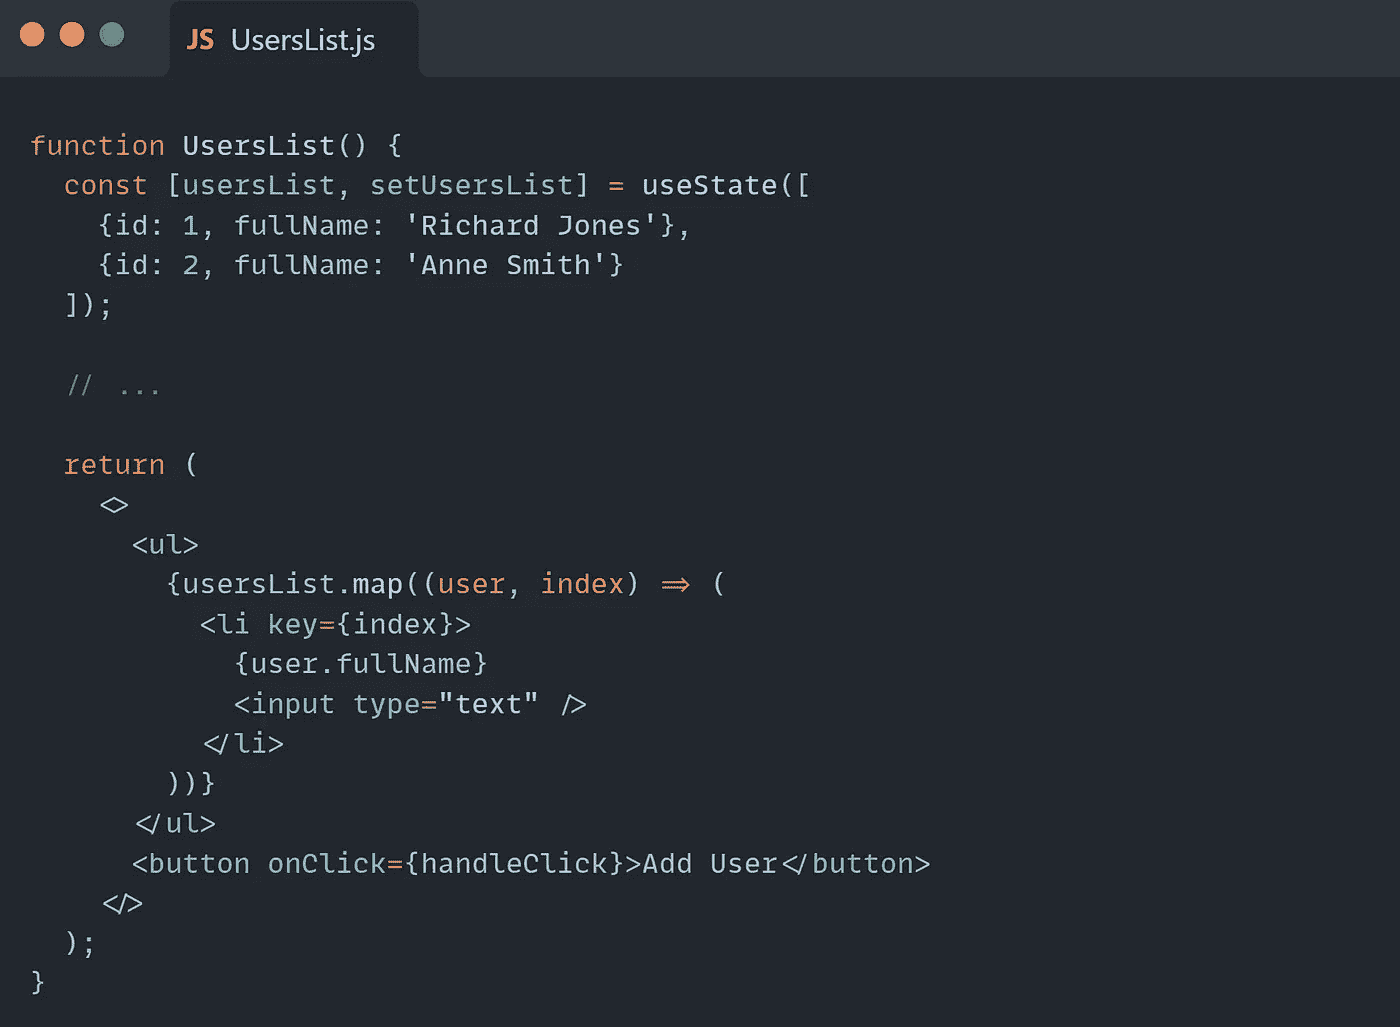 JS UsersList.js
function UsersList() {
  const [usersList, setUsersList] = useState([
    {id: 1, fullName: 'Richard Jones'},
    {id: 2, fullName: 'Anne Smith'}
  ]);
  // ...
  return (
    <>
      <ul>
        {usersList.map((user, index) => (
          <li key={index}>
            {user.fullName}
            <input type="text" />
          </li>
        ))}
      </ul>
      <button onClick={handleClick}>Add User</button>
    </>
  );
}